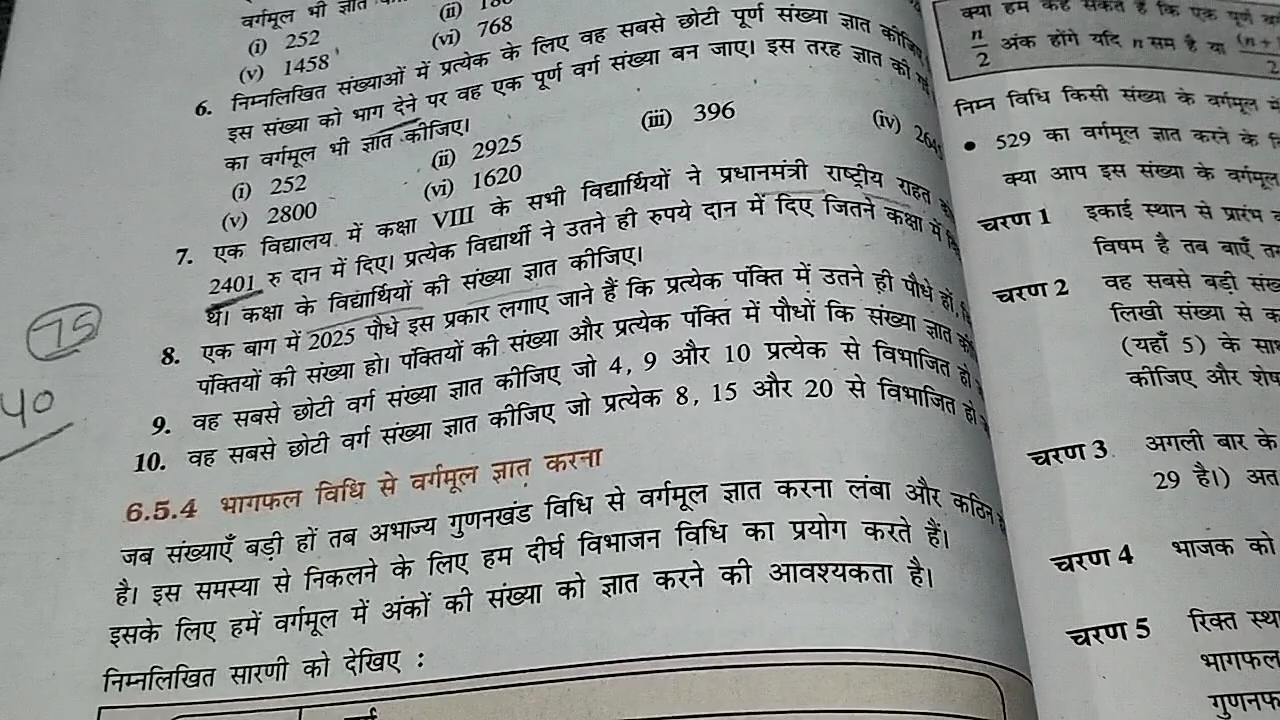 वर्गमूल भी ज्ञात
(i) 252 (ii)
(v) 1458 (vi) 768
6. निम्नलिखित संख्याओं में प्रत्येक के लिए वह सबसे छोटी पूर्ण संख्या ज्ञात कीजिए
इस संख्या को भाग देने पर वह एक पूर्ण वर्ग संख्या बन जाए। इस तरह ज्ञात की
का वर्गमूल भी ज्ञात कीजिए।
(i) 252 (ii) 2925 (iii) 396 (iv)
(v) 2800 (vi) 1620
7. एक विद्यालय में कक्षा VIII के सभी विद्यार्थियों ने प्रधानमंत्री राष्ट्रीय राहत
2401 रु दान में दिए। प्रत्येक विद्यार्थी ने उतने ही रुपये दान में दिए जितने कक्षा में
थे। कक्षा के विद्यार्थियों की संख्या ज्ञात कीजिए।
8. एक बाग में 2025 पौधे इस प्रकार लगाए जाने हैं कि प्रत्येक पंक्ति में उतने ही पौधे हों,
पंक्तियों की संख्या हो। पंक्तियों की संख्या और प्रत्येक पंक्ति में पौधों कि संख्या ज्ञात
9. वह सबसे छोटी वर्ग संख्या ज्ञात कीजिए जो 4, 9 और 10 प्रत्येक से विभाजित हो
10. वह सबसे छोटी वर्ग संख्या ज्ञात कीजिए जो प्रत्येक 8, 15 और 20 से विभाजित हो
75
40
6.5.4 भागफल विधि से वर्गमूल ज्ञात करना
जब संख्याएँ बड़ी हों तब अभाज्य गुणनखंड विधि से वर्गमूल ज्ञात करना लंबा और कठिन
है। इस समस्या से निकलने के लिए हम दीर्घ विभाजन विधि का प्रयोग करते हैं।
इसके लिए हमें वर्गमूल में अंकों की संख्या को ज्ञात करने की आवश्यकता है।
निम्नलिखित सारणी को देखिए :
क्या हम कह सकते हैं कि एक पूर्ण
n/2 अंक होंगे यदि n सम है या
निम्न विधि किसी संख्या के वर्गमूल
• 529 का वर्गमूल ज्ञात करने के
क्या आप इस संख्या के वर्गमूल
चरण 1 इकाई स्थान से प्रारंभ
विषम है तब बाएँ
चरण 2 वह सबसे बड़ी
लिखी संख्या से
(यहाँ 5) के
कीजिए और
चरण 3 अगली बार के
29 है।) अत
चरण 4 भाजक को
चरण 5 रिक्त
भागफल